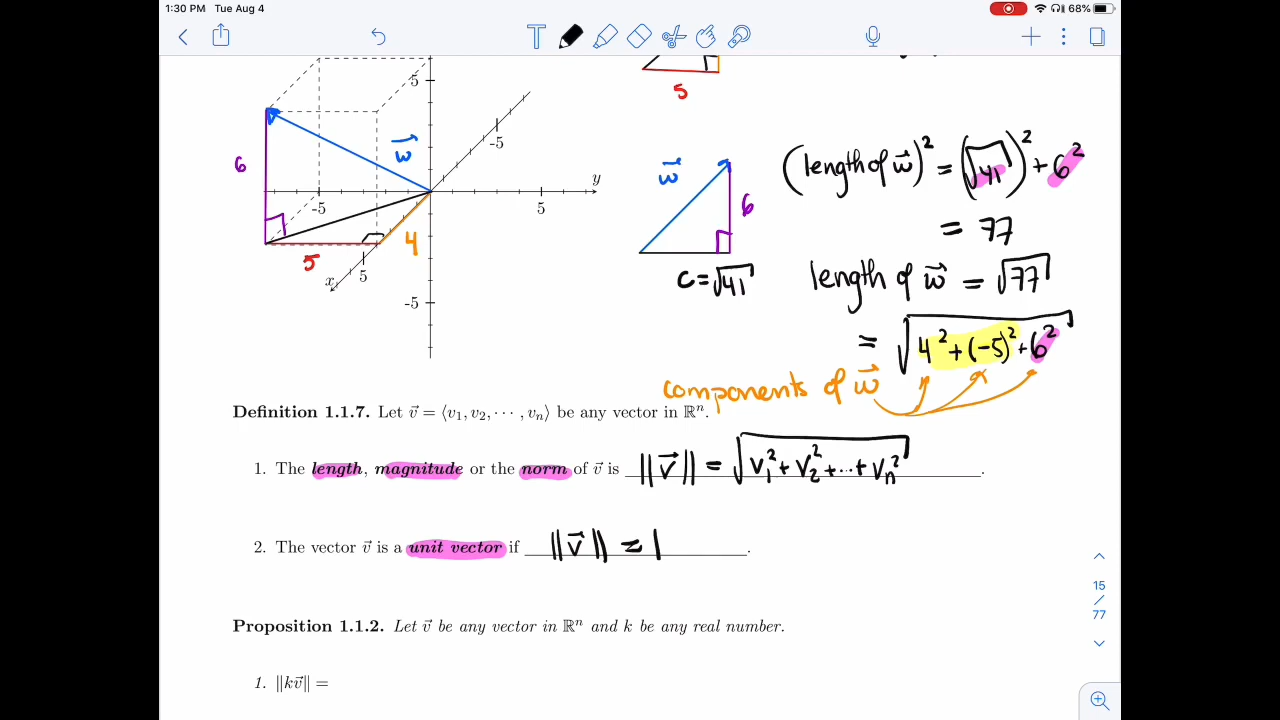 1:30 PM Tue Aug 4
68%
T
5
-5
6
w⃗
y
-5
5
4
5
x
5
-5
5
w⃗
6
c = √41
(length of w⃗)² = (√41)² + 6²
= 77
length of w⃗ = √77
= √4² + (-5)² + 6²
components of w⃗
Definition 1.1.7. Let v⃗ = ⟨v₁, v₂, ⋯ , vₙ⟩ be any vector in ℝⁿ.
1. The length, magnitude or the norm of v⃗ is ||v⃗|| = √v₁² + v₂² + ... + vₙ².
2. The vector v⃗ is a unit vector if ||v⃗|| = 1.
Proposition 1.1.2. Let v⃗ be any vector in ℝⁿ and k be any real number.
1. ‖kv⃗‖ =
15
/
77